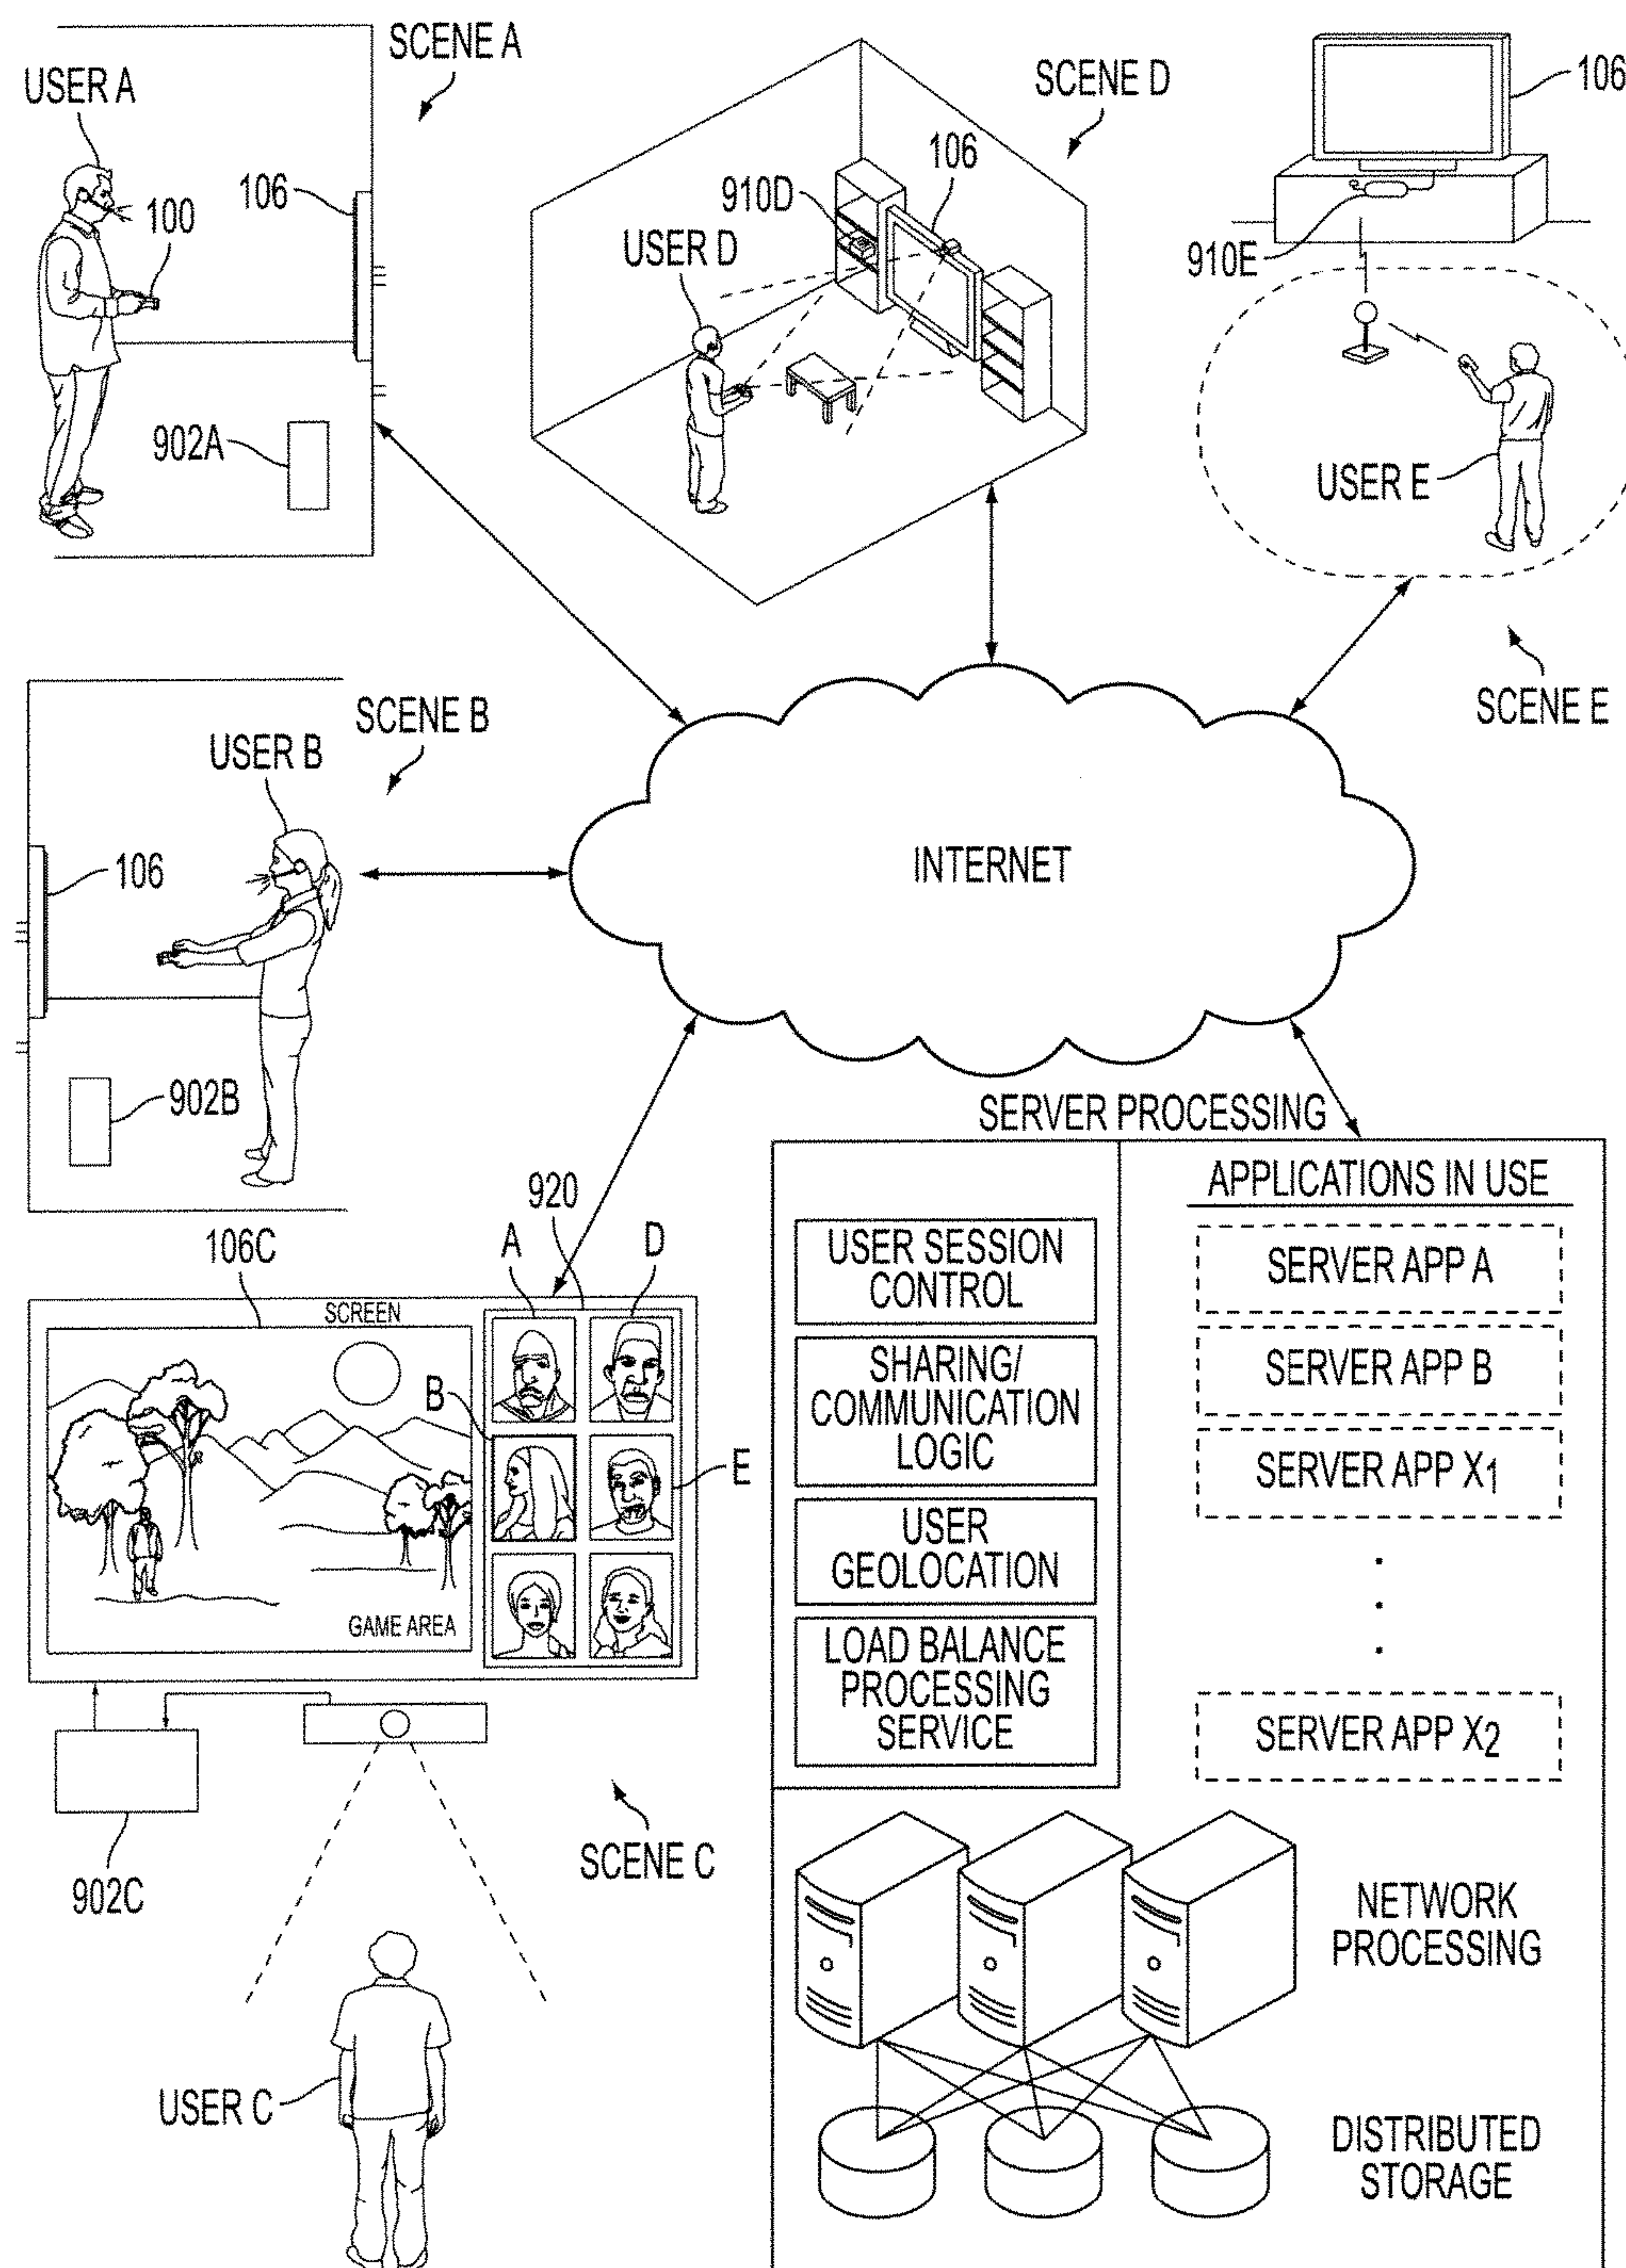 SCENE A
USER A
106
100
902A
SCENE D
106
910D
USER D
106
910E
USER E
SCENE E
SCENE B
USER B
106
902B
INTERNET
SERVER PROCESSING
920
106C
A
D
SCREEN
B
E
GAME AREA
902C
SCENE C
USER C
APPLICATIONS IN USE
USER SESSION
CONTROL
SHARING/
COMMUNICATION
LOGIC
USER
GEOLOCATION
LOAD BALANCE
PROCESSING
SERVICE
SERVER APP A
SERVER APP B
SERVER APP X1
SERVER APP X2
NETWORK
PROCESSING
DISTRIBUTED
STORAGE